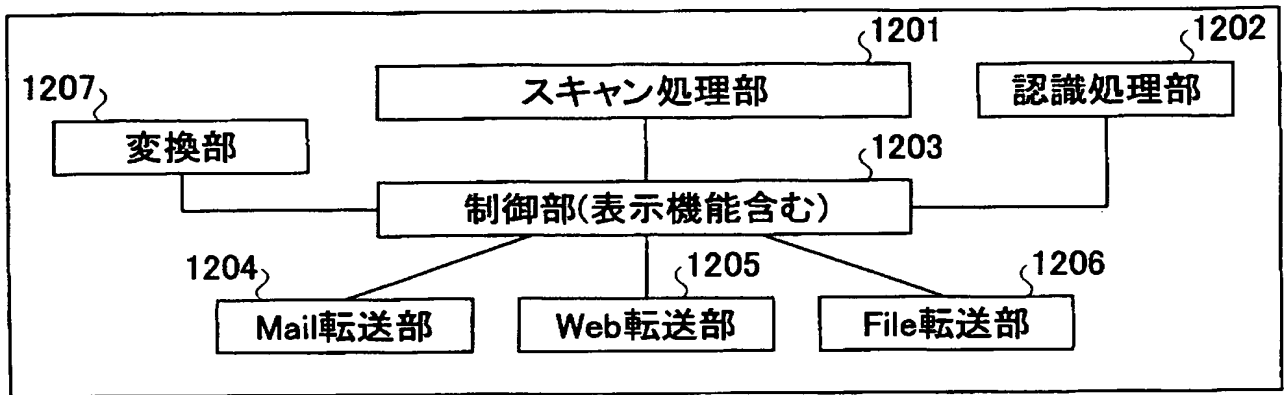 1201
1202
スキャン処理部
認識処理部
1207
変換部
1203
制御部(表示機能含む)
1204
1205
1206
Mail転送部
Web転送部
File転送部